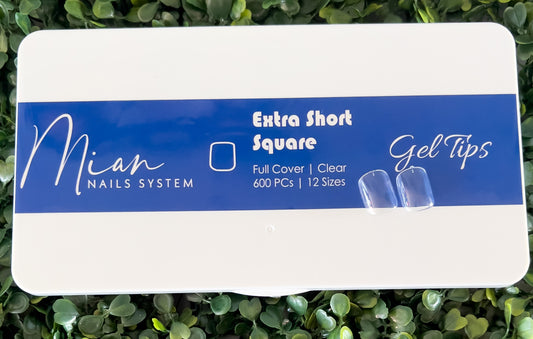 Mian
NAILS SYSTEM
Extra Short
Square
Full Cover | Clear
600 PCs | 12 Sizes
Gel Tips